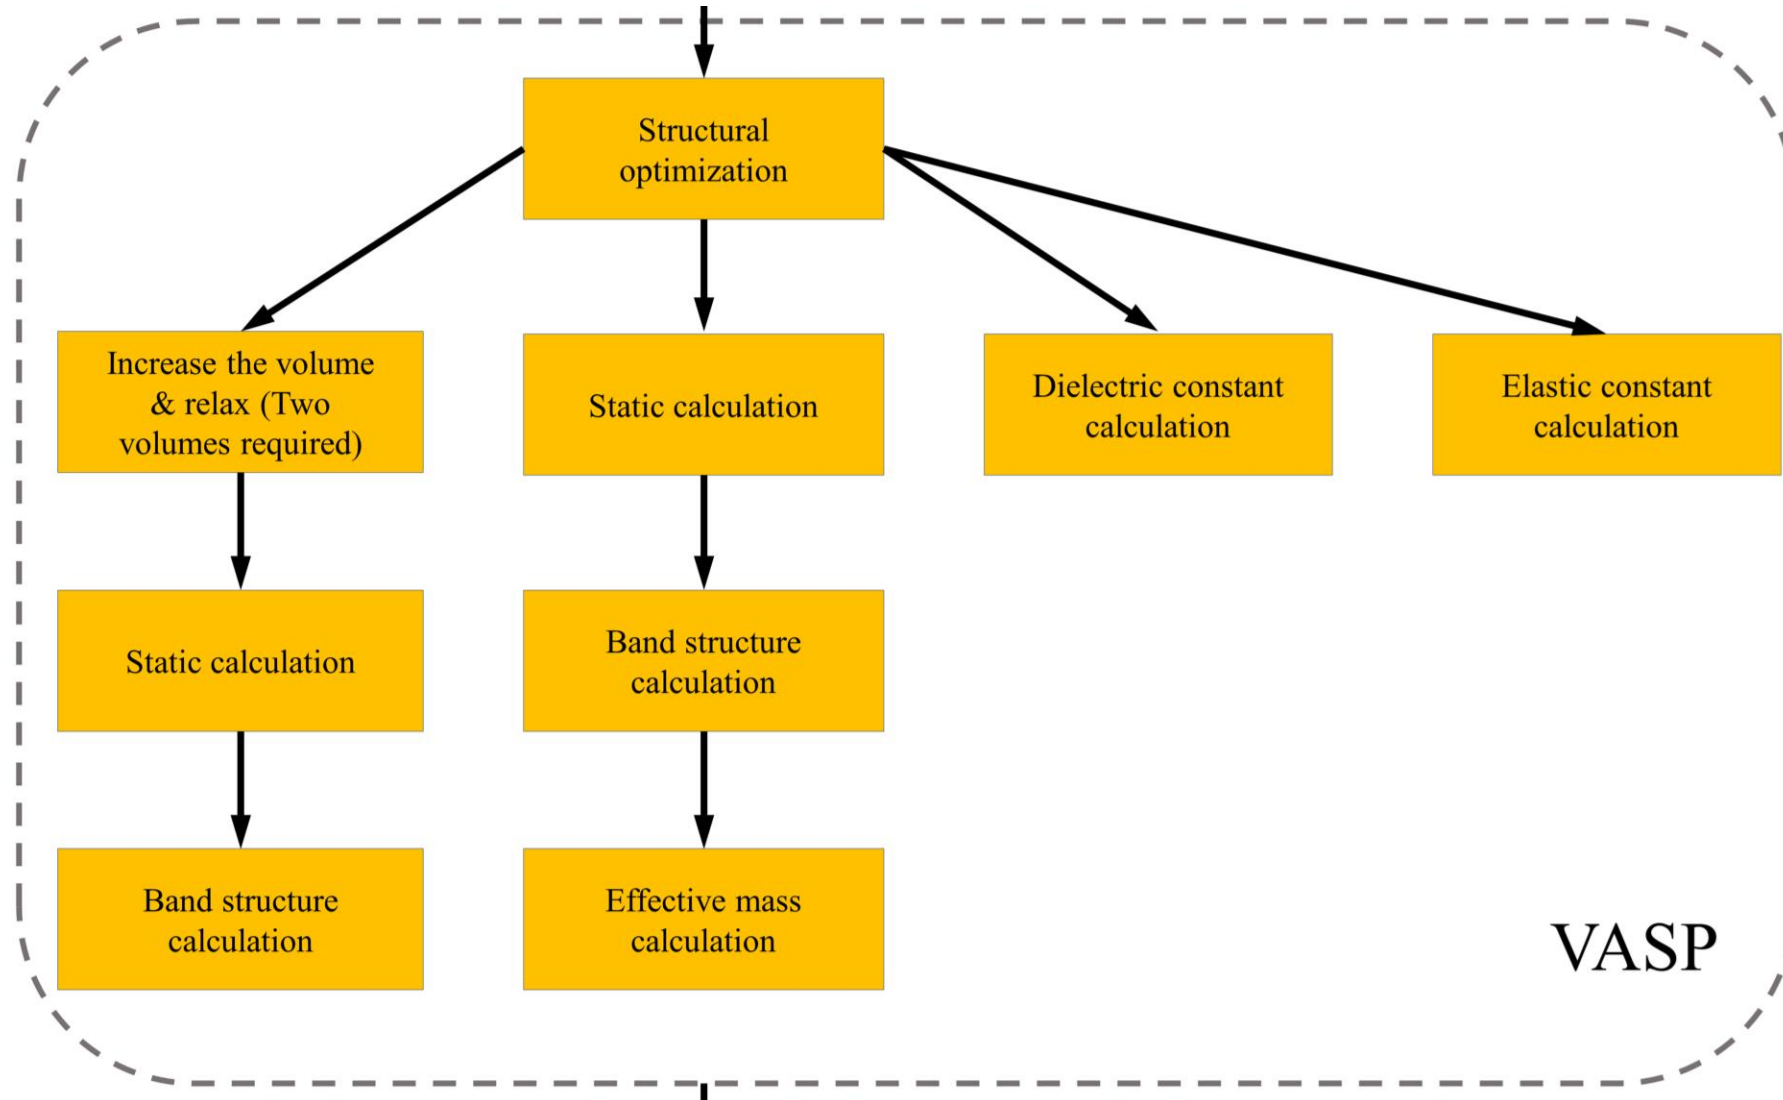 Structural
optimization
Increase the volume
& relax (Two
volumes required)
Static calculation
Dielectric constant
calculation
Elastic constant
calculation
Static calculation
Band structure
calculation
Band structure
calculation
Effective mass
calculation
VASP